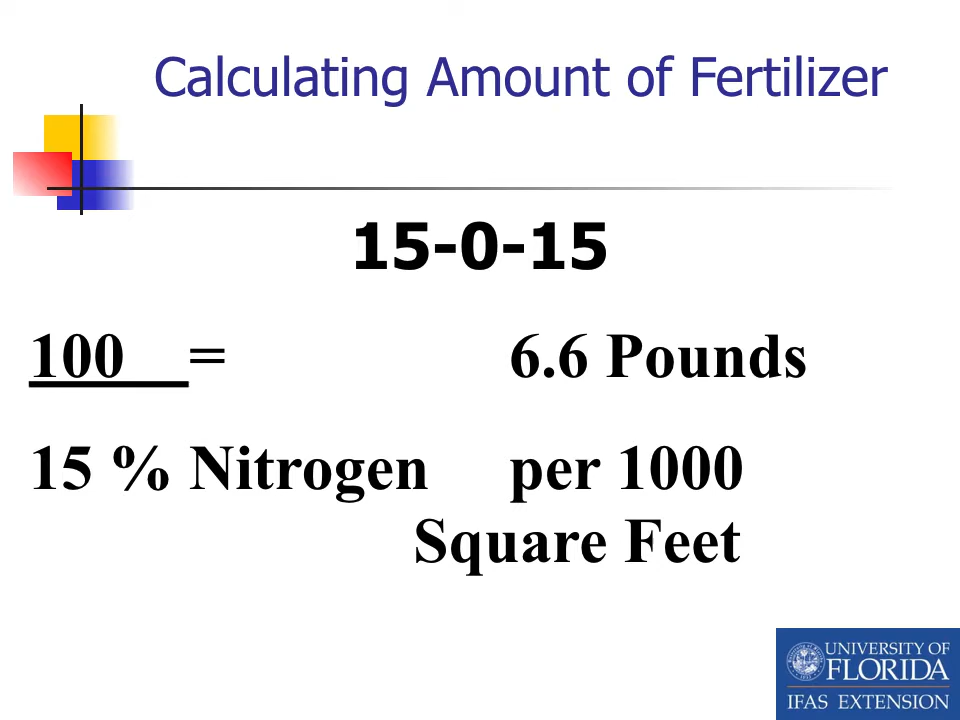 Calculating Amount of Fertilizer
15-0-15
100 = 6.6 Pounds
15 % Nitrogen per 1000
Square Feet
UNIVERSITY OF
FLORIDA
IFAS EXTENSION